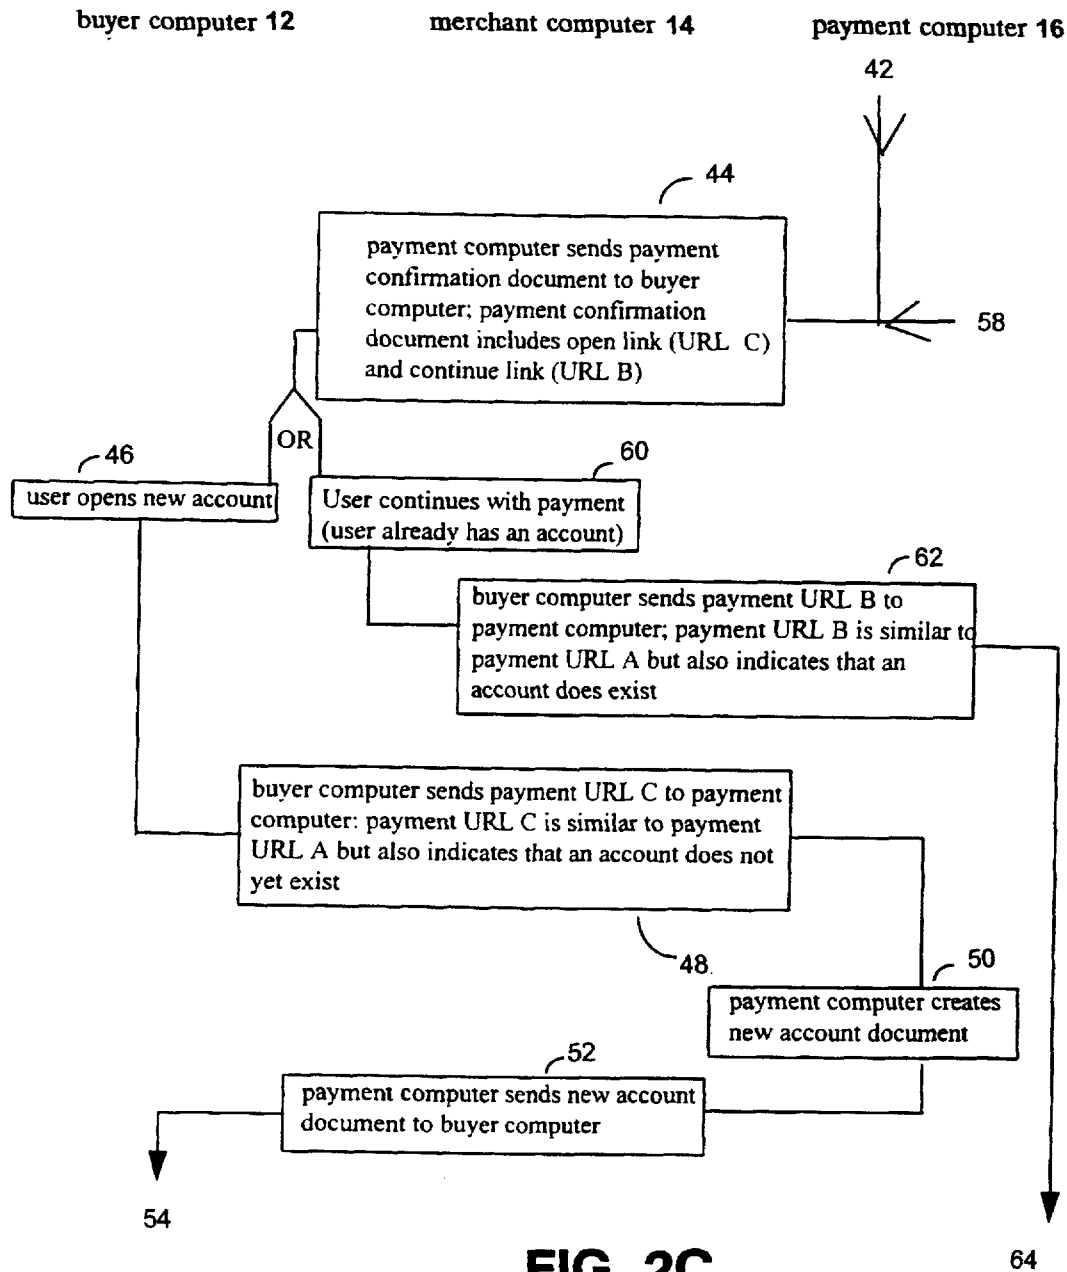 buyer computer 12
merchant computer 14
payment computer 16
42
44
payment computer sends payment
confirmation document to buyer
computer; payment confirmation
document includes open link (URL C)
and continue link (URL B)
58
OR
46
user opens new account
60
User continues with payment
(user already has an account)
62
buyer computer sends payment URL B to
payment computer; payment URL B is similar to
payment URL A but also indicates that an
account does exist
buyer computer sends payment URL C to payment
computer: payment URL C is similar to payment
URL A but also indicates that an account does not
yet exist
48
50
payment computer creates
new account document
52
payment computer sends new account
document to buyer computer
54
64
FIG. 2C